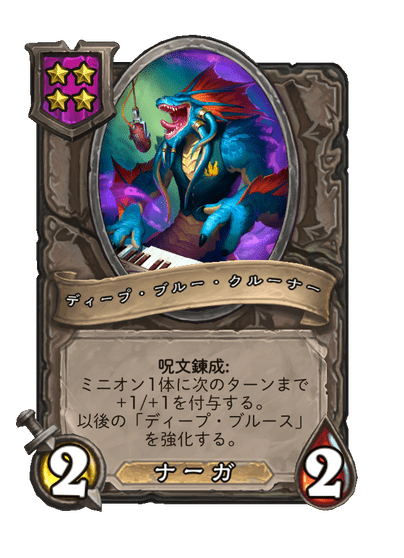 ディープ・ブルー・クルーナー
呪文錬成:
ミニオン1体に次のターンまで
+1/+1を付与する。
以後の「ディープ・ブルース」
を強化する。
2
ナーガ
2